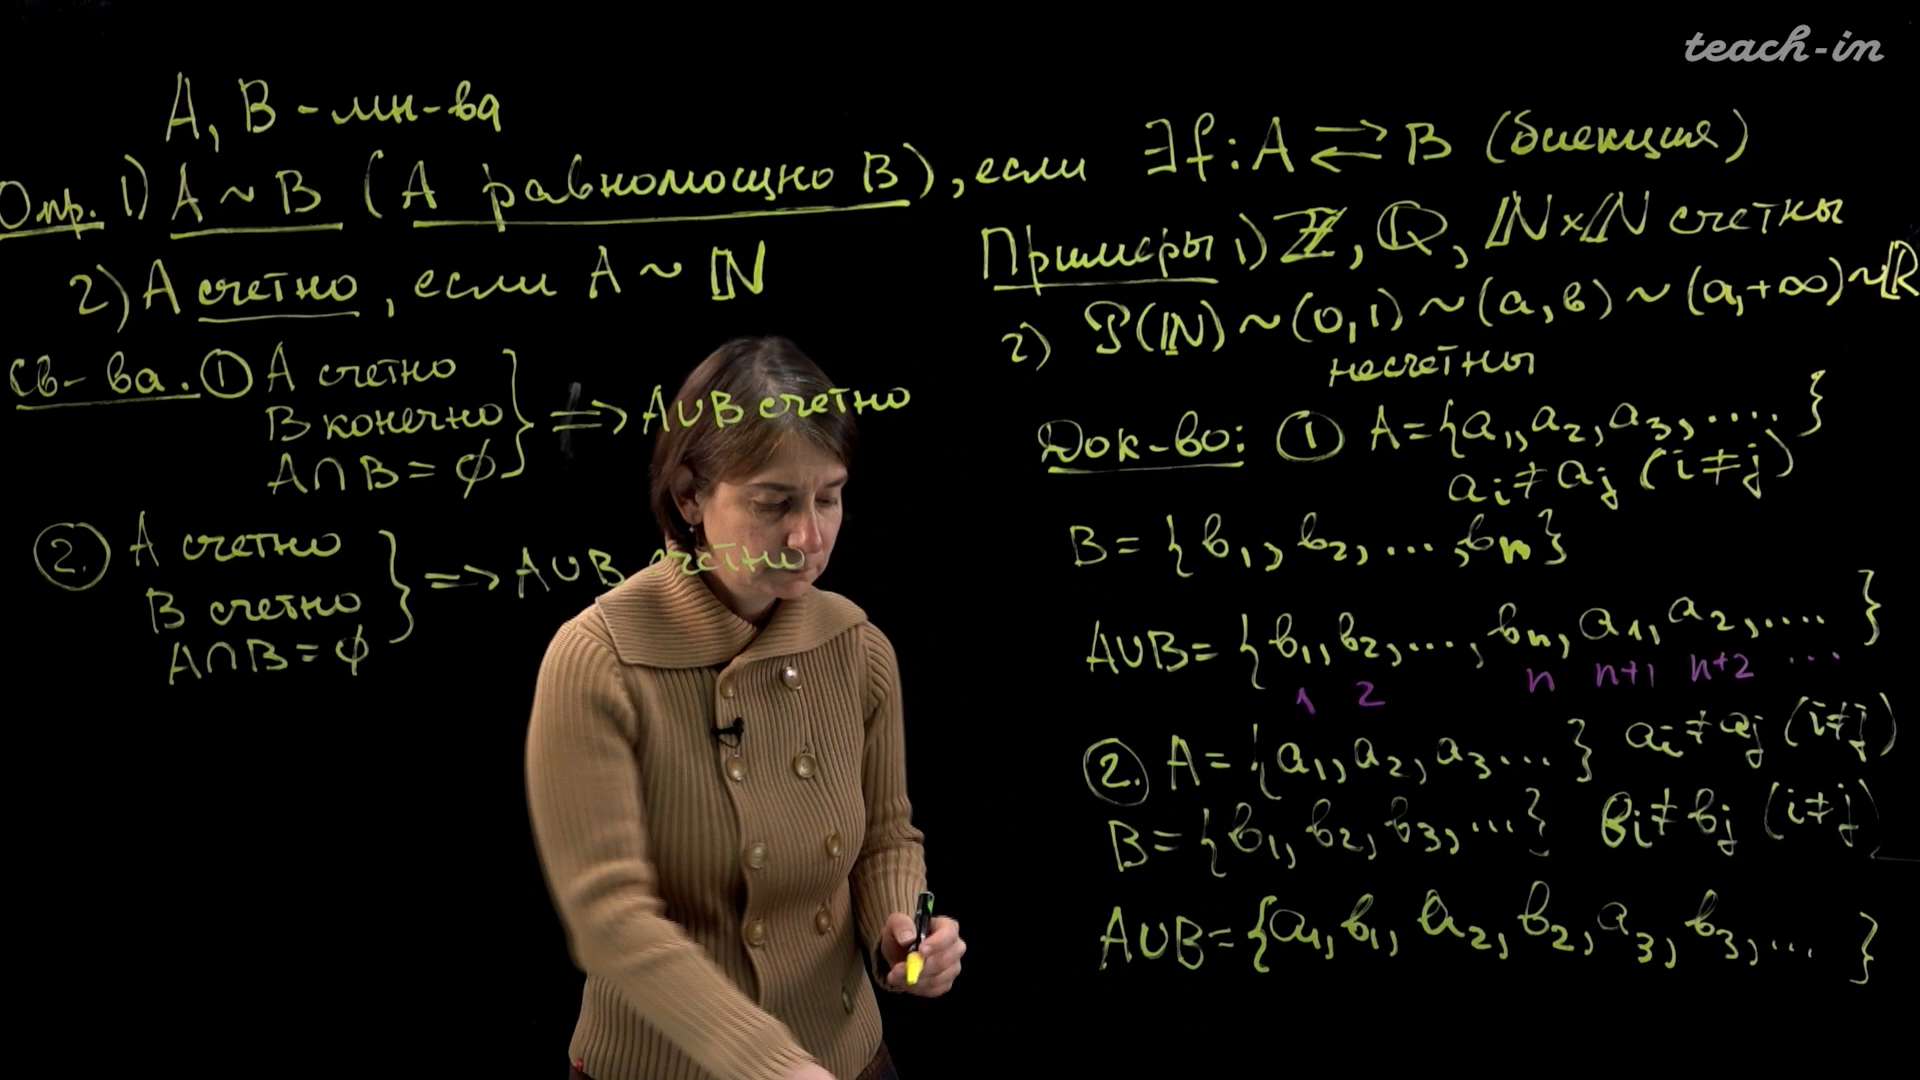 teach-in
A, B - мн-ва
Опр. 1) A ~ B (A равномощно B), если ∃ f : A ⇄ B (биекция)
2) A счетно, если A ~ ℕ
Св-ва. ① A счетно
B конечно
A∩B = ∅
⇒ A∪B счетно
②. A счетно
B счетно
A∩B = ∅
⇒ A∪B счетно
Примеры 1) ℤ, ℚ, ℕ×ℕ счетны
2) P(ℕ) ~ (0,1) ~ (a,b) ~ (a,+∞) ~ ℝ
несчетны
Док-во: ① A = {a₁, a₂, a₃, .... }
aᵢ ≠ aⱼ (i ≠ j)
B = {b₁, b₂, ..., bₙ}
A∪B = {b₁, b₂, ..., bₙ, a₁, a₂, .... }
1 2 n n+1 n+2 ...
②. A = {a₁, a₂, a₃ ... } aᵢ ≠ aⱼ (i ≠ j)
B = {b₁, b₂, b₃, ... } bᵢ ≠ bⱼ (i ≠ j)
A∪B = {a₁, b₁, a₂, b₂, a₃, b₃, ... }